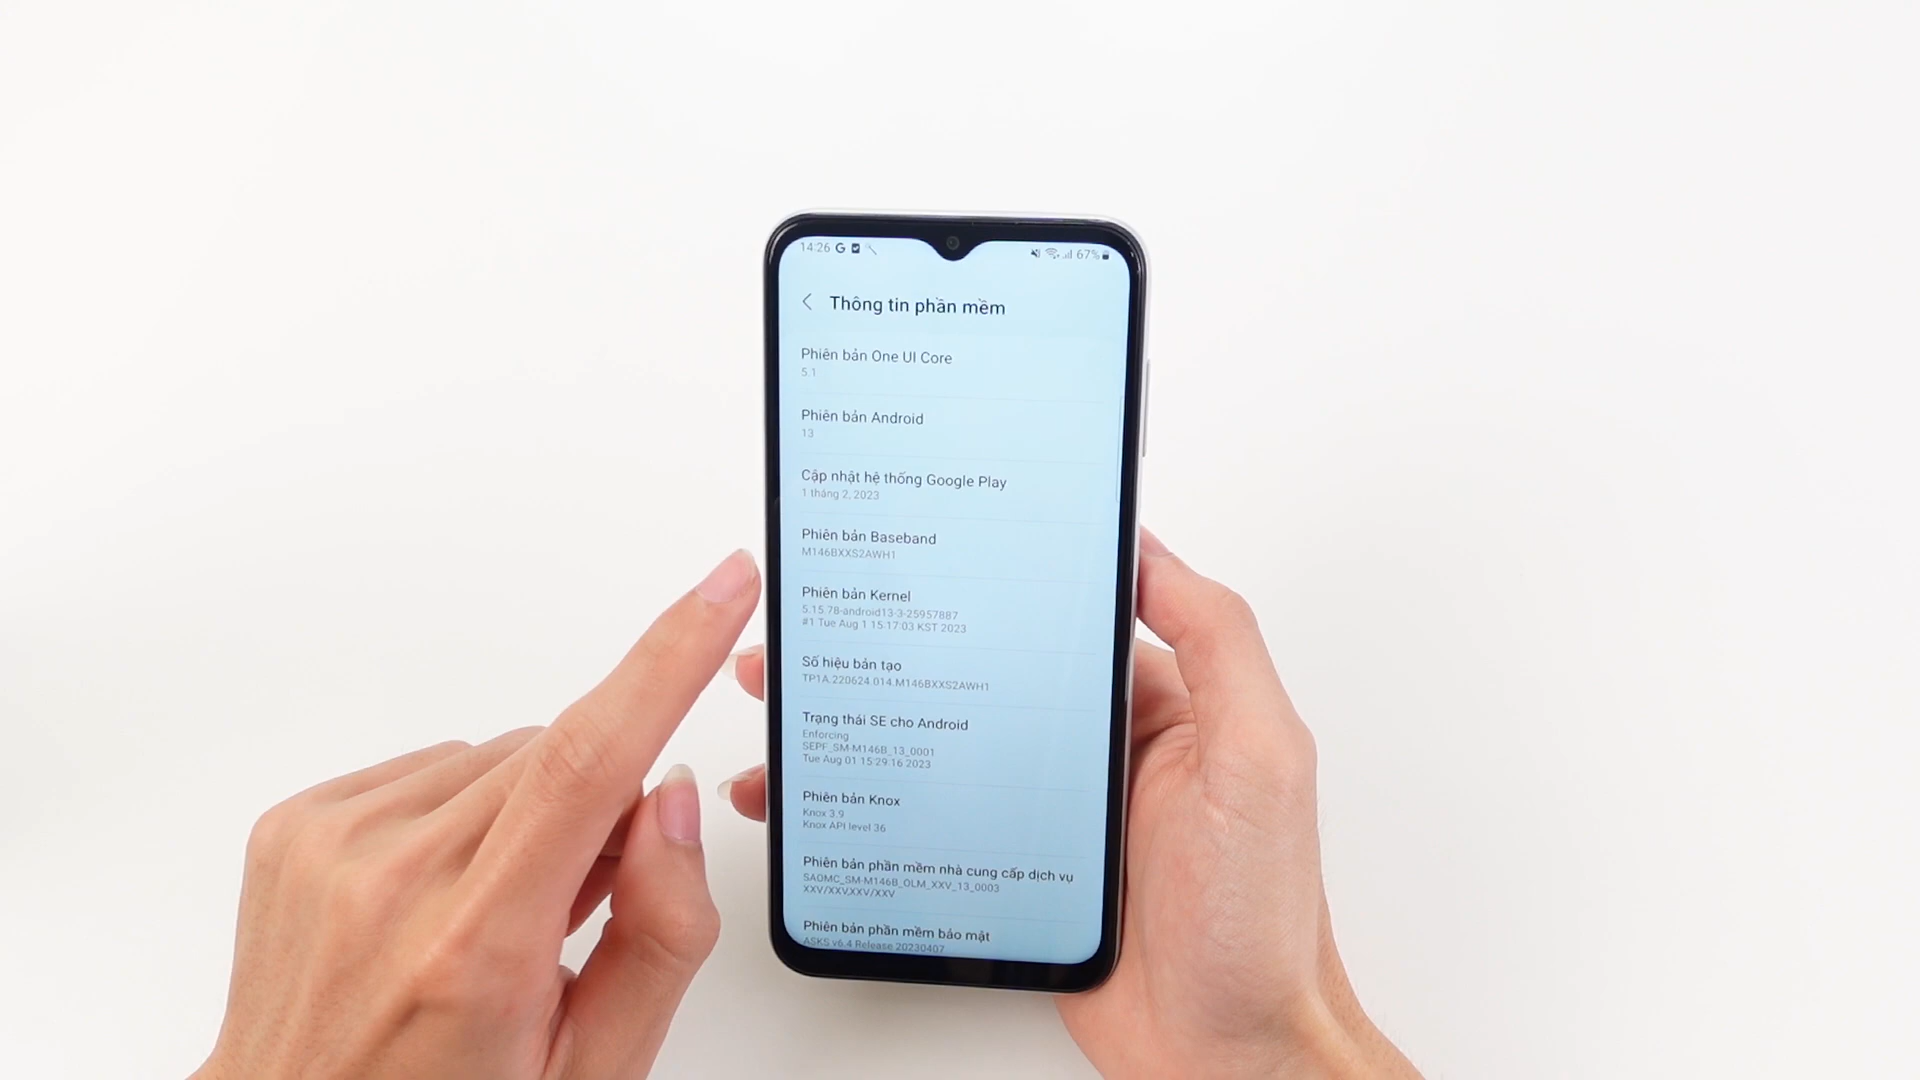 14:26 G 67%
Thông tin phần mềm
Phiên bản One UI Core
5.1
Phiên bản Android
13
Cập nhật hệ thống Google Play
1 tháng 2, 2023
Phiên bản Baseband
M146BXXS2AWH1
Phiên bản Kernel
5.15.78-android13-3-25957887
#1 Tue Aug 1 15:17:03 KST 2023
Số hiệu bản tạo
TP1A.220624.014.M146BXXS2AWH1
Trạng thái SE cho Android
Enforcing
SEPF_SM-M146B_13_0001
Tue Aug 01 15:29:16 2023
Phiên bản Knox
Knox 3.9
Knox API level 36
Phiên bản phần mềm nhà cung cấp dịch vụ
SAOMC_SM-M146B_OLM_XXV_13_0003
XXV/XXV,XXV/XXV
Phiên bản phần mềm bảo mật
ASKS v6.4 Release 20230407